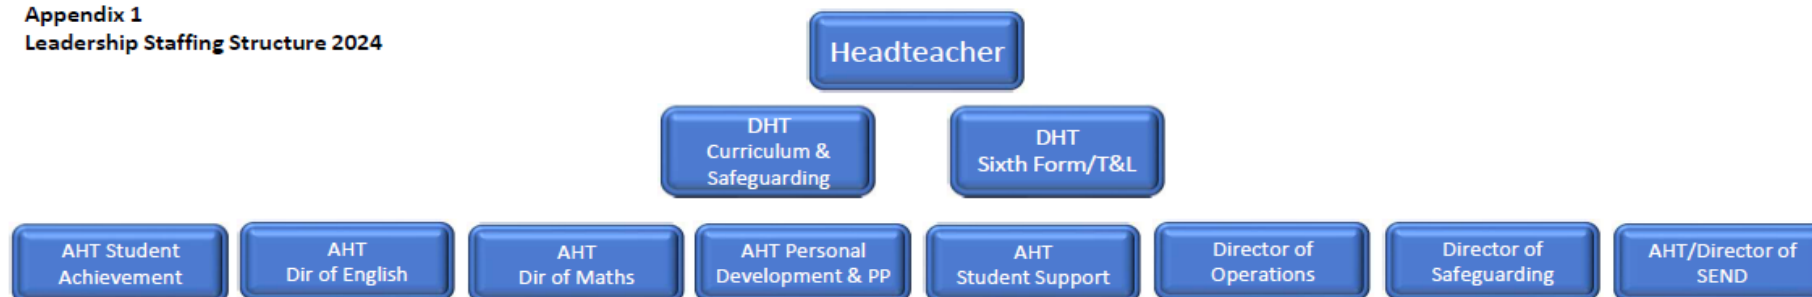 Appendix 1
Leadership Staffing Structure 2024
Headteacher
DHT
Curriculum &
Safeguarding
DHT
Sixth Form/T&L
AHT Student
Achievement
AHT
Dir of English
AHT
Dir of Maths
AHT Personal
Development & PP
AHT
Student Support
Director of
Operations
Director of
Safeguarding
AHT/Director of
SEND